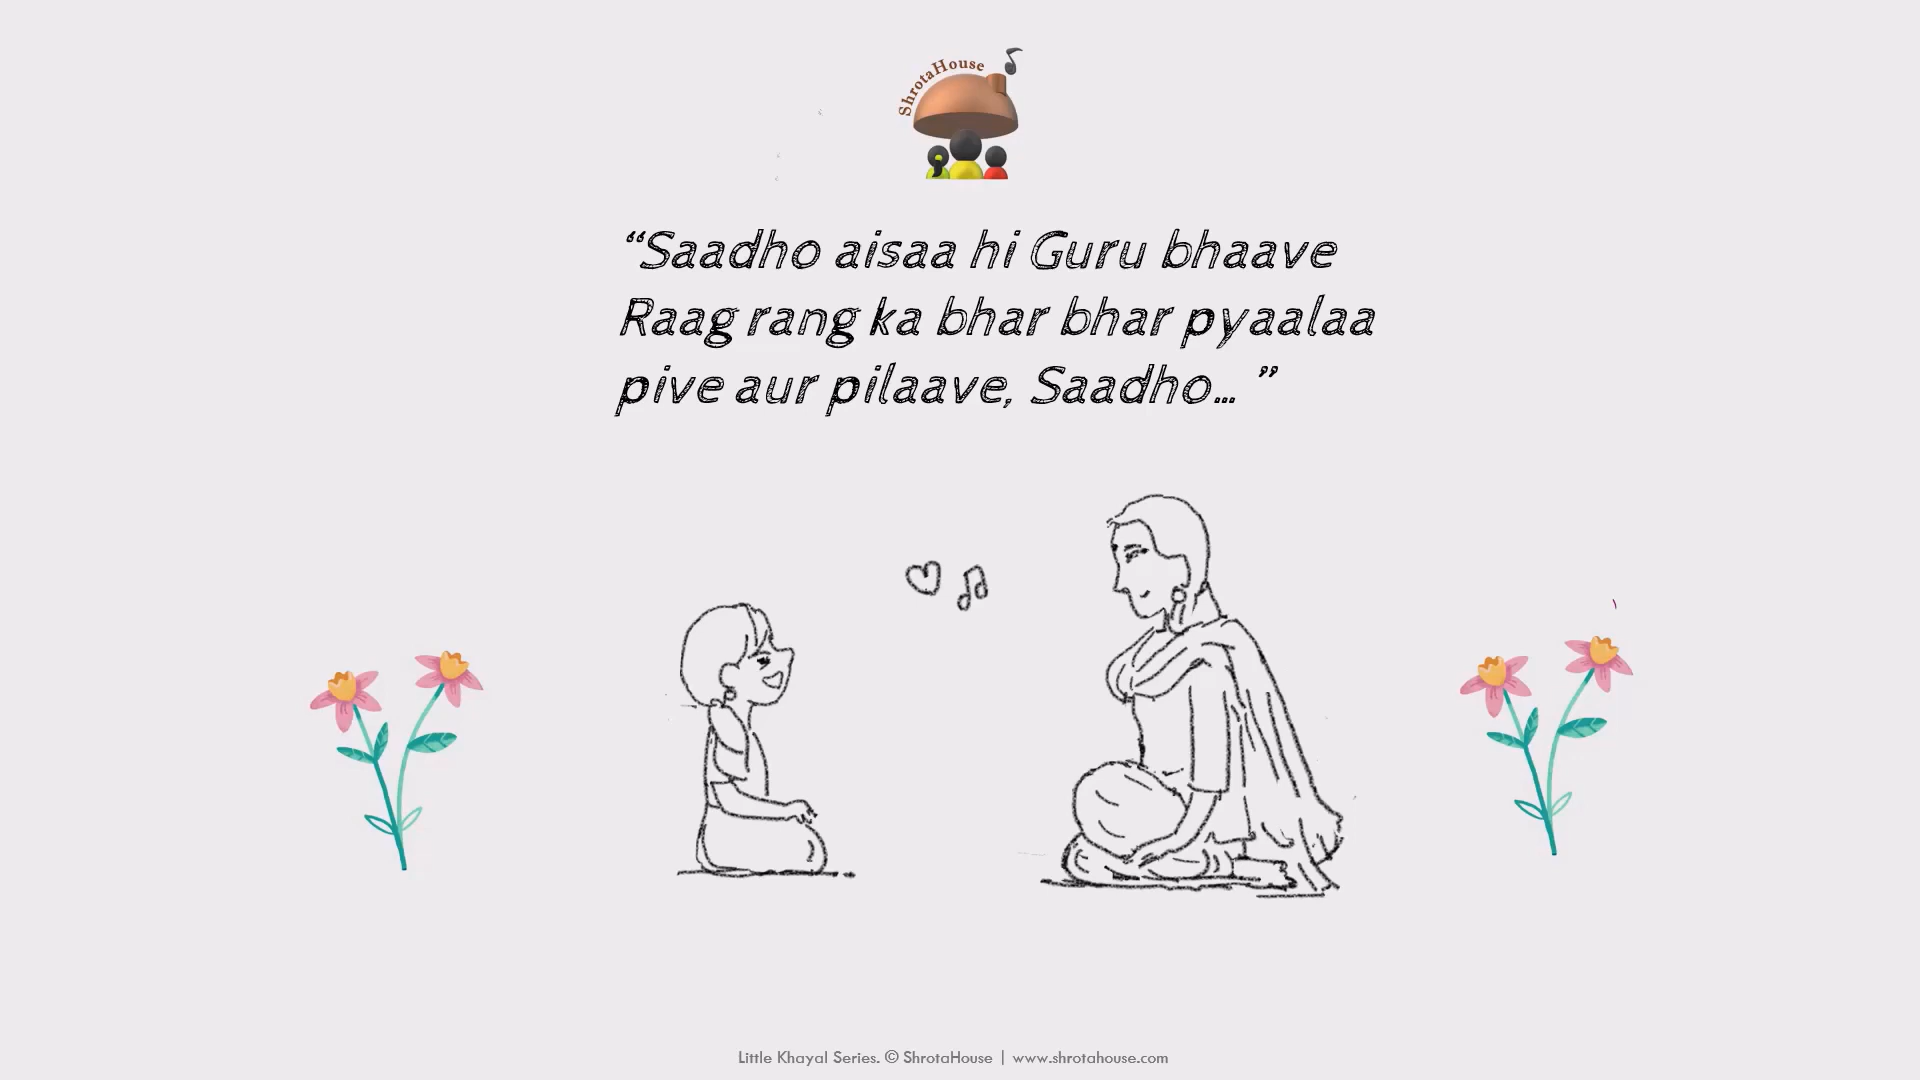 ShrotaHouse
“Saadho aisaa hi Guru bhaave
Raag rang ka bhar bhar pyaalaa
pive aur pilaave, Saadho... ”
Little Khayal Series. © ShrotaHouse | www.shrotahouse.com